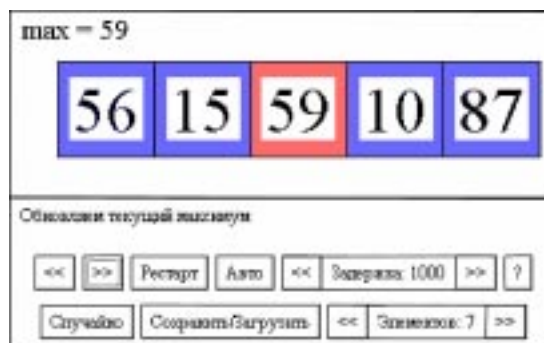 max = 59
56 15 59 10 87
Обновляем текущий максимум
<< >> Рестарт Авто << Задержка: 1000 >> ?
Случайно Сохранить/Загрузить << Элементов: 7 >>